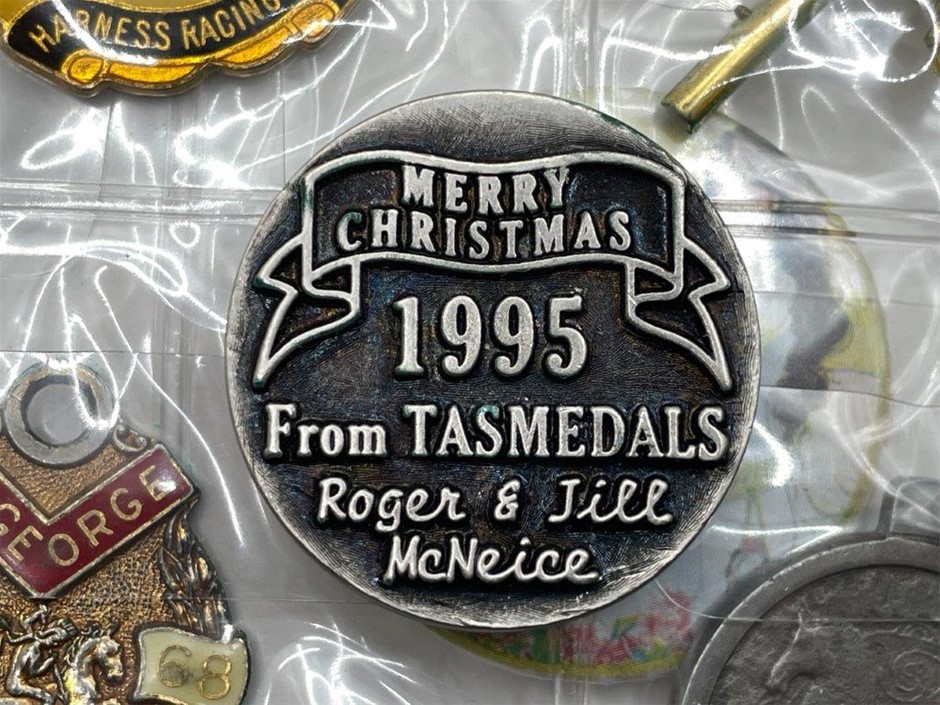 HARNESS RACING
MERRY
CHRISTMAS
1995
From TASMEDALS
Roger & Jill
McNeice
GEORGE
68